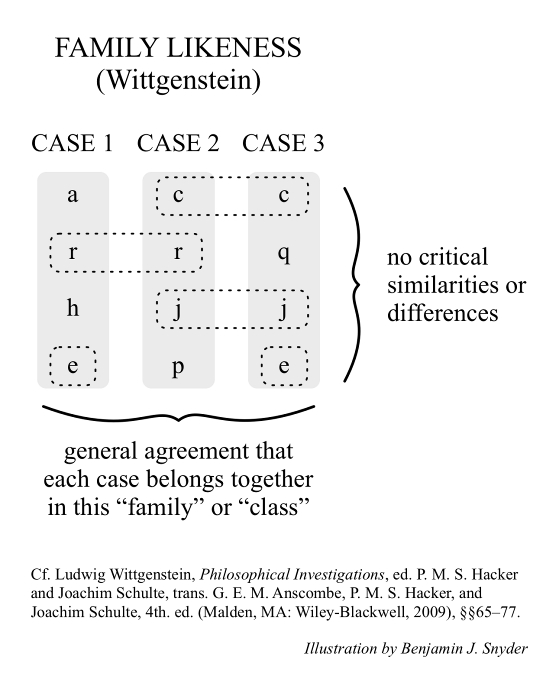 FAMILY LIKENESS
(Wittgenstein)
CASE 1 CASE 2 CASE 3
a c c
r r q
h j j
e p e
no critical
similarities or
differences
general agreement that
each case belongs together
in this “family” or “class”
Cf. Ludwig Wittgenstein, Philosophical Investigations, ed. P. M. S. Hacker
and Joachim Schulte, trans. G. E. M. Anscombe, P. M. S. Hacker, and
Joachim Schulte, 4th. ed. (Malden, MA: Wiley-Blackwell, 2009), §§65–77.
Illustration by Benjamin J. Snyder